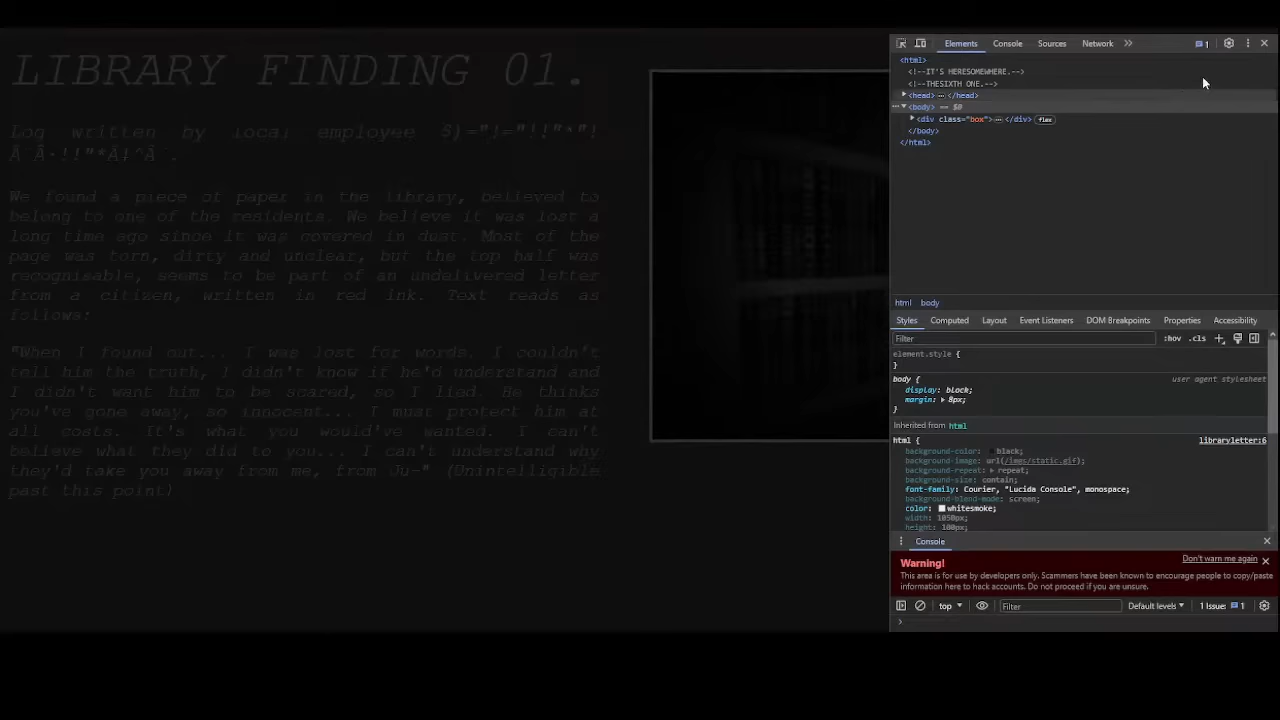 LIBRARY FINDING 01.
Log written by local employee $)="!="!!"*"!
We found a piece of paper in the library, believed to
belong to one of the residents. We believe it was lost a
long time ago since it was covered in dust. Most of the
page was torn, dirty and unclear, but the top half was
recognisable, seems to be part of an undelivered letter
from a citizen, written in red ink. Text reads as
follows:
"When I found out... I was lost for words. I couldn't
tell him the truth, I didn't know if he'd understand and
I didn't want him to be scared, so I lied. He thinks
you've gone away, so innocent... I must protect him at
all costs. It's what you would've wanted. I can't
believe what they did to you... I can't understand why
they'd take you away from me, from Ju-" (Unintelligible
past this point)
Elements Console Sources Network » 1
<html>
<!--IT'S HERESOMEWHERE.-->
<!--THESIXTH ONE.-->
<head> … </head>
<body> == $0
<div class="box"> … </div> flex
</body>
</html>
html body
Styles Computed Layout Event Listeners DOM Breakpoints Properties Accessibility
Filter :hov .cls
element.style {
}
body { user agent stylesheet
display: block;
margin: 8px;
}
Inherited from html
html { libraryletter:6
background-color: black;
background-image: url(/imgs/static.gif);
background-repeat: repeat;
background-size: contain;
font-family: Courier, "Lucida Console", monospace;
background-blend-mode: screen;
color: whitesmoke;
width: 1050px;
height: 100px;
Console
Warning! Don't warn me again
This area is for use by developers only. Scammers have been known to encourage people to copy/paste
information here to hack accounts. Do not proceed if you are unsure.
top Filter Default levels 1 Issue: 1